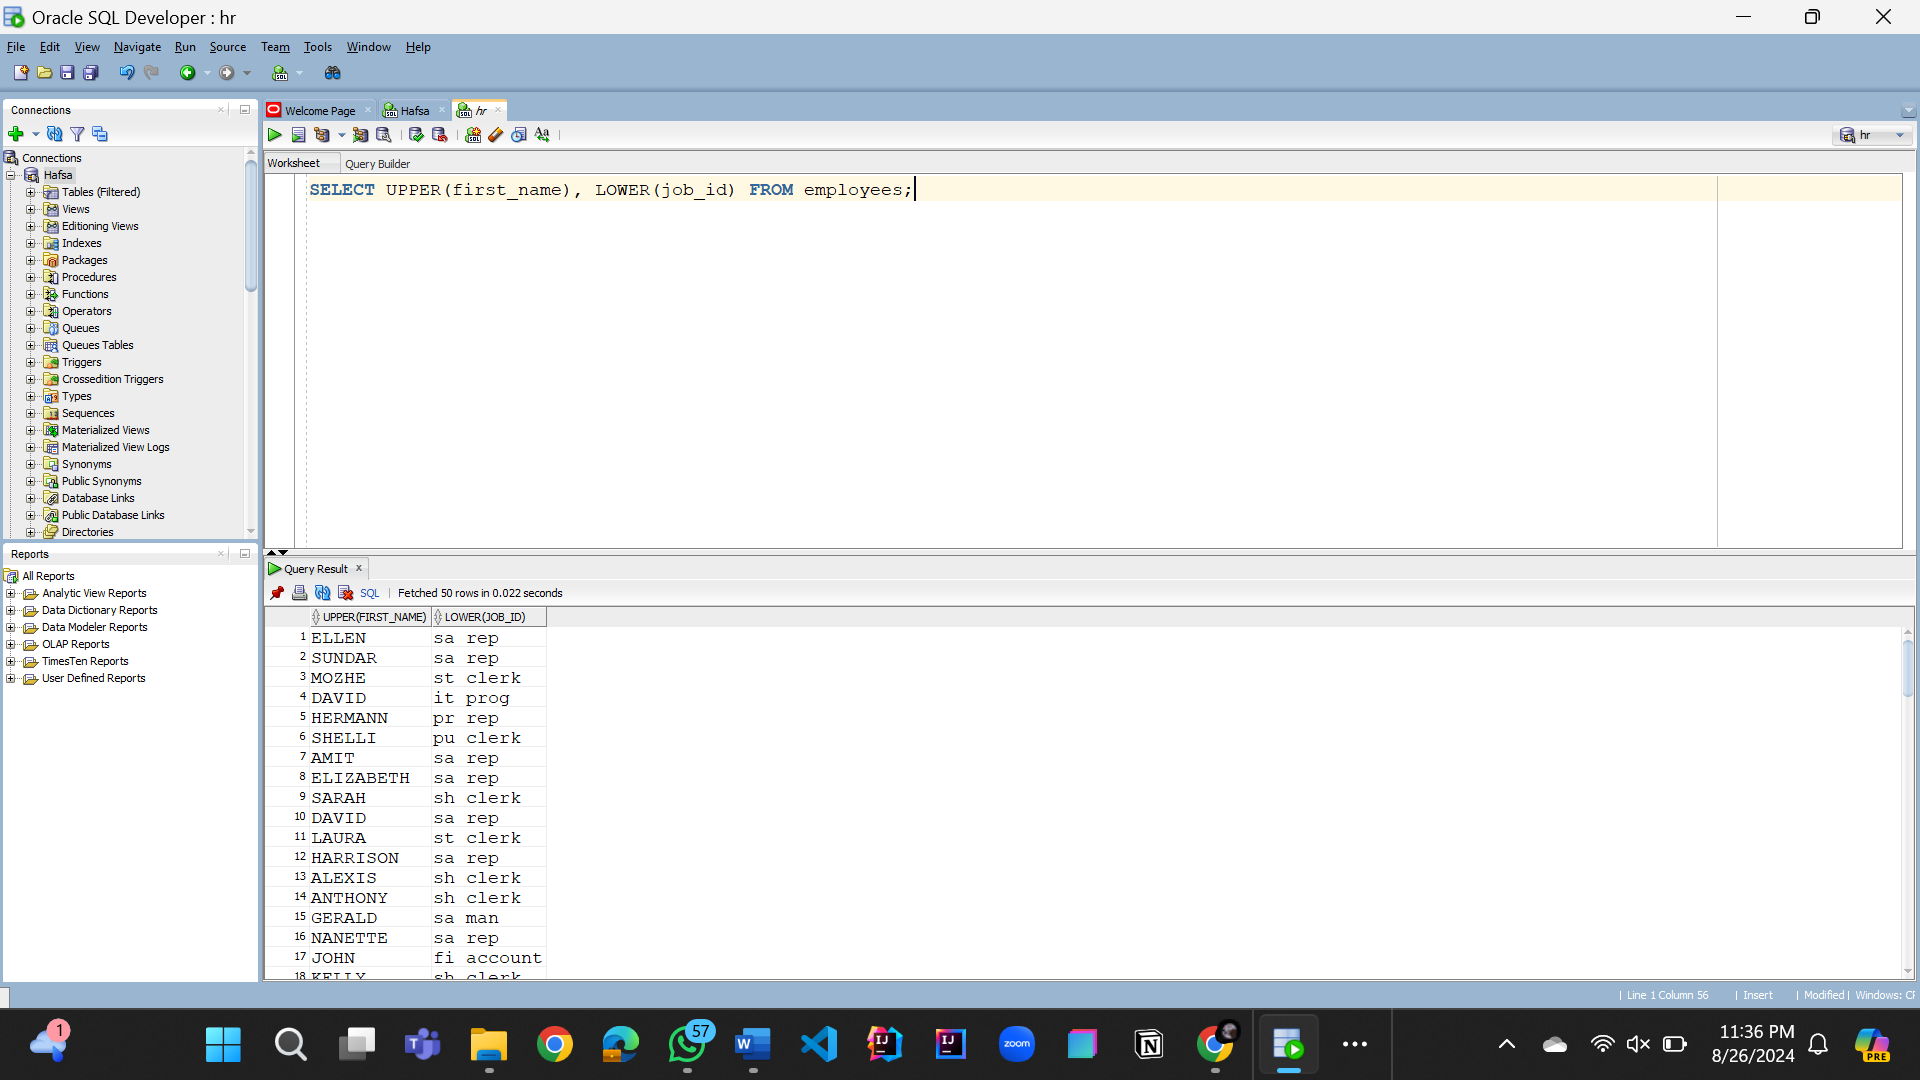 Oracle SQL Developer : hr
File Edit View Navigate Run Source Team Tools Window Help
Connections
Welcome Page
Hafsa
hr
hr
Worksheet
Query Builder
SELECT UPPER(first_name), LOWER(job_id) FROM employees;
Connections
Hafsa
Tables (Filtered)
Views
Editioning Views
Indexes
Packages
Procedures
Functions
Operators
Queues
Queues Tables
Triggers
Crossedition Triggers
Types
Sequences
Materialized Views
Materialized View Logs
Synonyms
Public Synonyms
Database Links
Public Database Links
Directories
Reports
All Reports
Analytic View Reports
Data Dictionary Reports
Data Modeler Reports
OLAP Reports
TimesTen Reports
User Defined Reports
Query Result
SQL | Fetched 50 rows in 0.022 seconds
UPPER(FIRST_NAME) LOWER(JOB_ID)
1 ELLEN sa rep
2 SUNDAR sa rep
3 MOZHE st clerk
4 DAVID it prog
5 HERMANN pr rep
6 SHELLI pu clerk
7 AMIT sa rep
8 ELIZABETH sa rep
9 SARAH sh clerk
10 DAVID sa rep
11 LAURA st clerk
12 HARRISON sa rep
13 ALEXIS sh clerk
14 ANTHONY sh clerk
15 GERALD sa man
16 NANETTE sa rep
17 JOHN fi account
18 KELLY sh clerk
| Line 1 Column 56 | Insert | Modified | Windows: CF
1
57
zoom
PRE
11:36 PM
8/26/2024